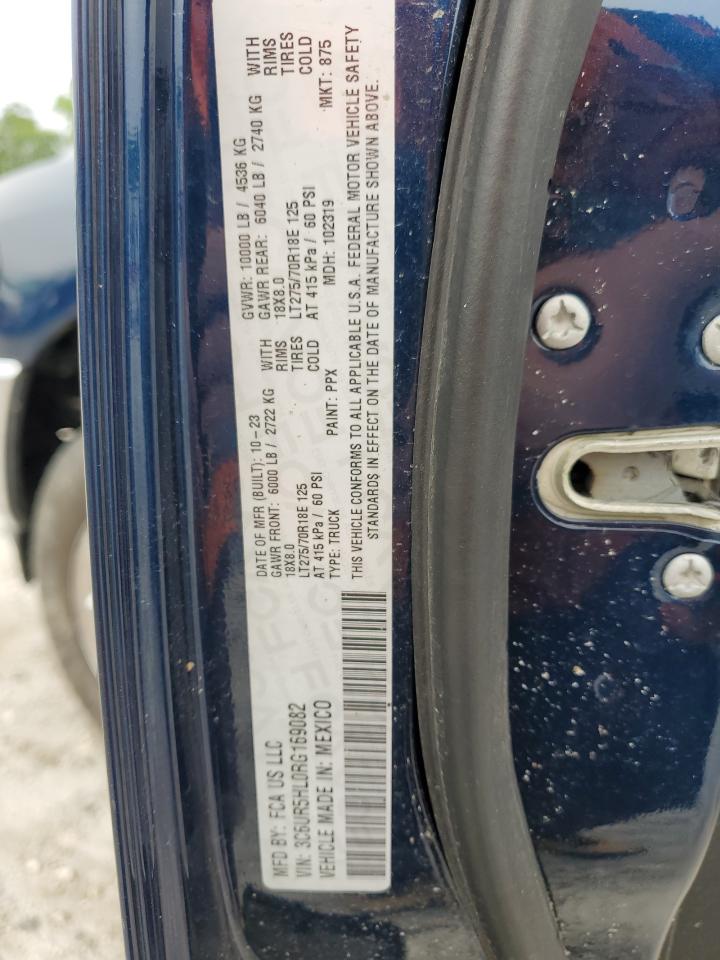 MFD BY: FCA US LLC
VIN: 3C6UR5HL0RG169082
VEHICLE MADE IN: MEXICO
DATE OF MFR (BUILT): 10-23
GAWR FRONT: 6000 LB / 2722 KG WITH
18X8.0 RIMS
LT275/70R18E 125 TIRES
AT 415 kPa / 60 PSI COLD
TYPE: TRUCK PAINT: PPX
GVWR: 10000 LB / 4536 KG
GAWR REAR: 6040 LB / 2740 KG WITH
18X8.0 RIMS
LT275/70R18E 125 TIRES
AT 415 kPa / 60 PSI COLD
MDH: 102319 MKT: 875
THIS VEHICLE CONFORMS TO ALL APPLICABLE U.S.A. FEDERAL MOTOR VEHICLE SAFETY
STANDARDS IN EFFECT ON THE DATE OF MANUFACTURE SHOWN ABOVE.